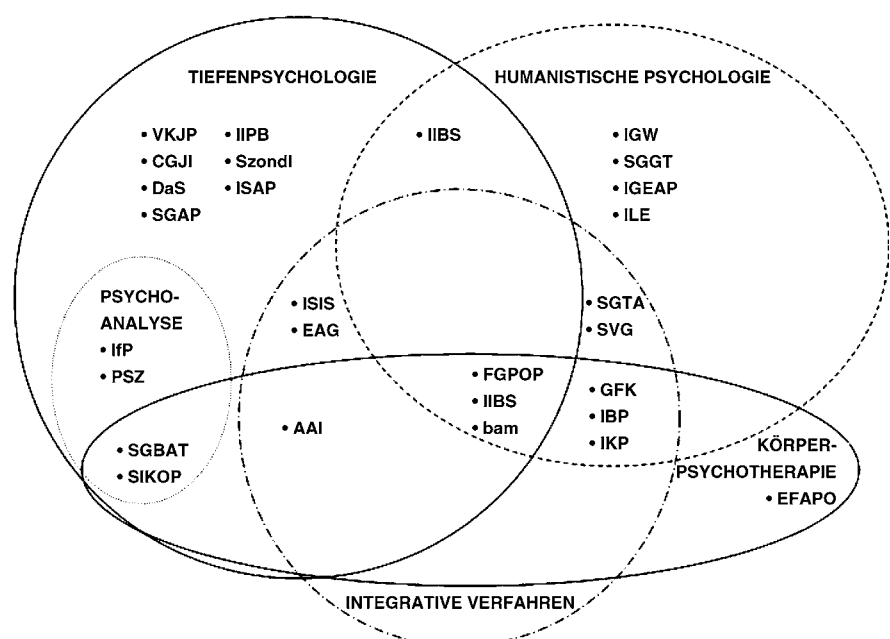 TIEFENPSYCHOLOGIE
HUMANISTISCHE PSYCHOLOGIE
• VKJP
• CGJI
• DaS
• SGAP
• IIPB
• SzondI
• ISAP
• IIBS
• IGW
• SGGT
• IGEAP
• ILE
PSYCHO-
ANALYSE
• IfP
• PSZ
• ISIS
• EAG
• SGTA
• SVG
• FGPOP
• IIBS
• bam
• GFK
• IBP
• IKP
• AAI
• SGBAT
• SIKOP
KÖRPER-
PSYCHOTHERAPIE
• EFAPO
INTEGRATIVE VERFAHREN